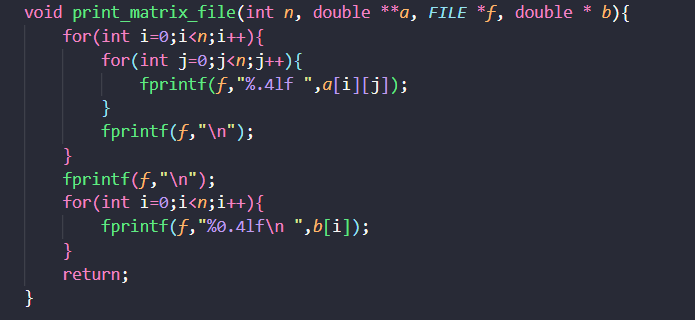 void print_matrix_file(int n, double **a, FILE *f, double * b){
    for(int i=0;i<n;i++){
        for(int j=0;j<n;j++){
            fprintf(f,"%.4lf ",a[i][j]);
        }
        fprintf(f,"\n");
    }
    fprintf(f,"\n");
    for(int i=0;i<n;i++){
        fprintf(f,"%0.4lf\n ",b[i]);
    }
    return;
}